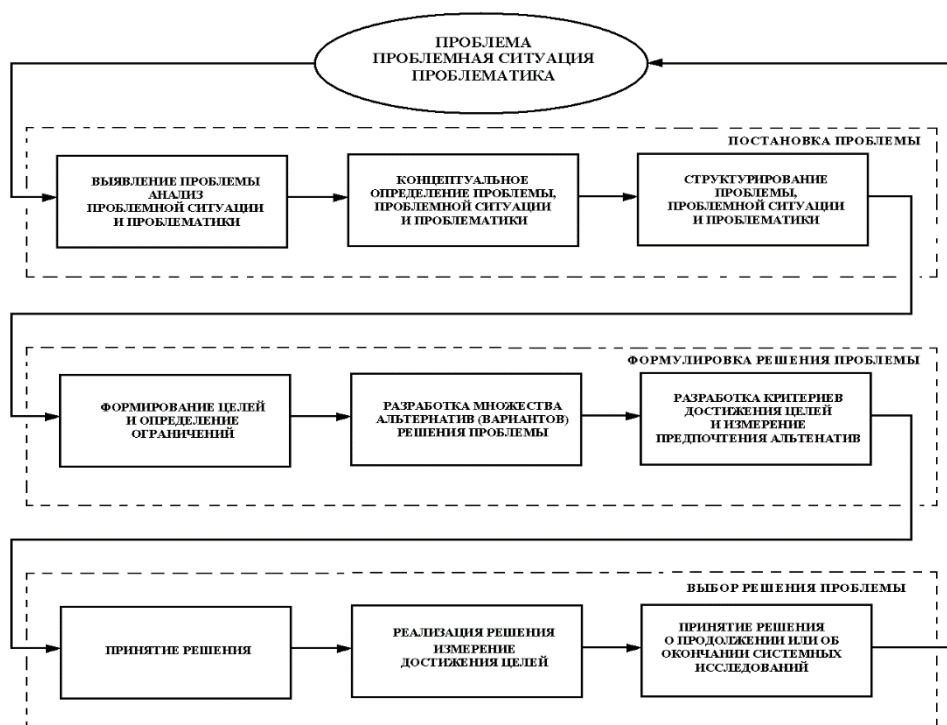 ПРОБЛЕМА
ПРОБЛЕМНАЯ СИТУАЦИЯ
ПРОБЛЕМАТИКА
ПОСТАНОВКА ПРОБЛЕМЫ
ВЫЯВЛЕНИЕ ПРОБЛЕМЫ
АНАЛИЗ
ПРОБЛЕМНОЙ СИТУАЦИИ
И ПРОБЛЕМАТИКИ
КОНЦЕПТУАЛЬНОЕ
ОПРЕДЕЛЕНИЕ ПРОБЛЕМЫ,
ПРОБЛЕМНОЙ СИТУАЦИИ
И ПРОБЛЕМАТИКИ
СТРУКТУРИРОВАНИЕ
ПРОБЛЕМЫ,
ПРОБЛЕМНОЙ СИТУАЦИИ
И ПРОБЛЕМАТИКИ
ФОРМУЛИРОВКА РЕШЕНИЯ ПРОБЛЕМЫ
ФОРМИРОВАНИЕ ЦЕЛЕЙ
И ОПРЕДЕЛЕНИЕ
ОГРАНИЧЕНИЙ
РАЗРАБОТКА МНОЖЕСТВА
АЛЬТЕРНАТИВ (ВАРИАНТОВ)
РЕШЕНИЯ ПРОБЛЕМЫ
РАЗРАБОТКА КРИТЕРИЕВ
ДОСТИЖЕНИЯ ЦЕЛЕЙ
И ИЗМЕРЕНИЕ
ПРЕДПОЧТЕНИЯ АЛЬТЕНАТИВ
ВЫБОР РЕШЕНИЯ ПРОБЛЕМЫ
ПРИНЯТИЕ РЕШЕНИЯ
РЕАЛИЗАЦИЯ РЕШЕНИЯ
ИЗМЕРЕНИЕ
ДОСТИЖЕНИЯ ЦЕЛЕЙ
ПРИНЯТИЕ РЕШЕНИЯ
О ПРОДОЛЖЕНИИ ИЛИ ОБ
ОКОНЧАНИИ СИСТЕМНЫХ
ИССЛЕДОВАНИЙ